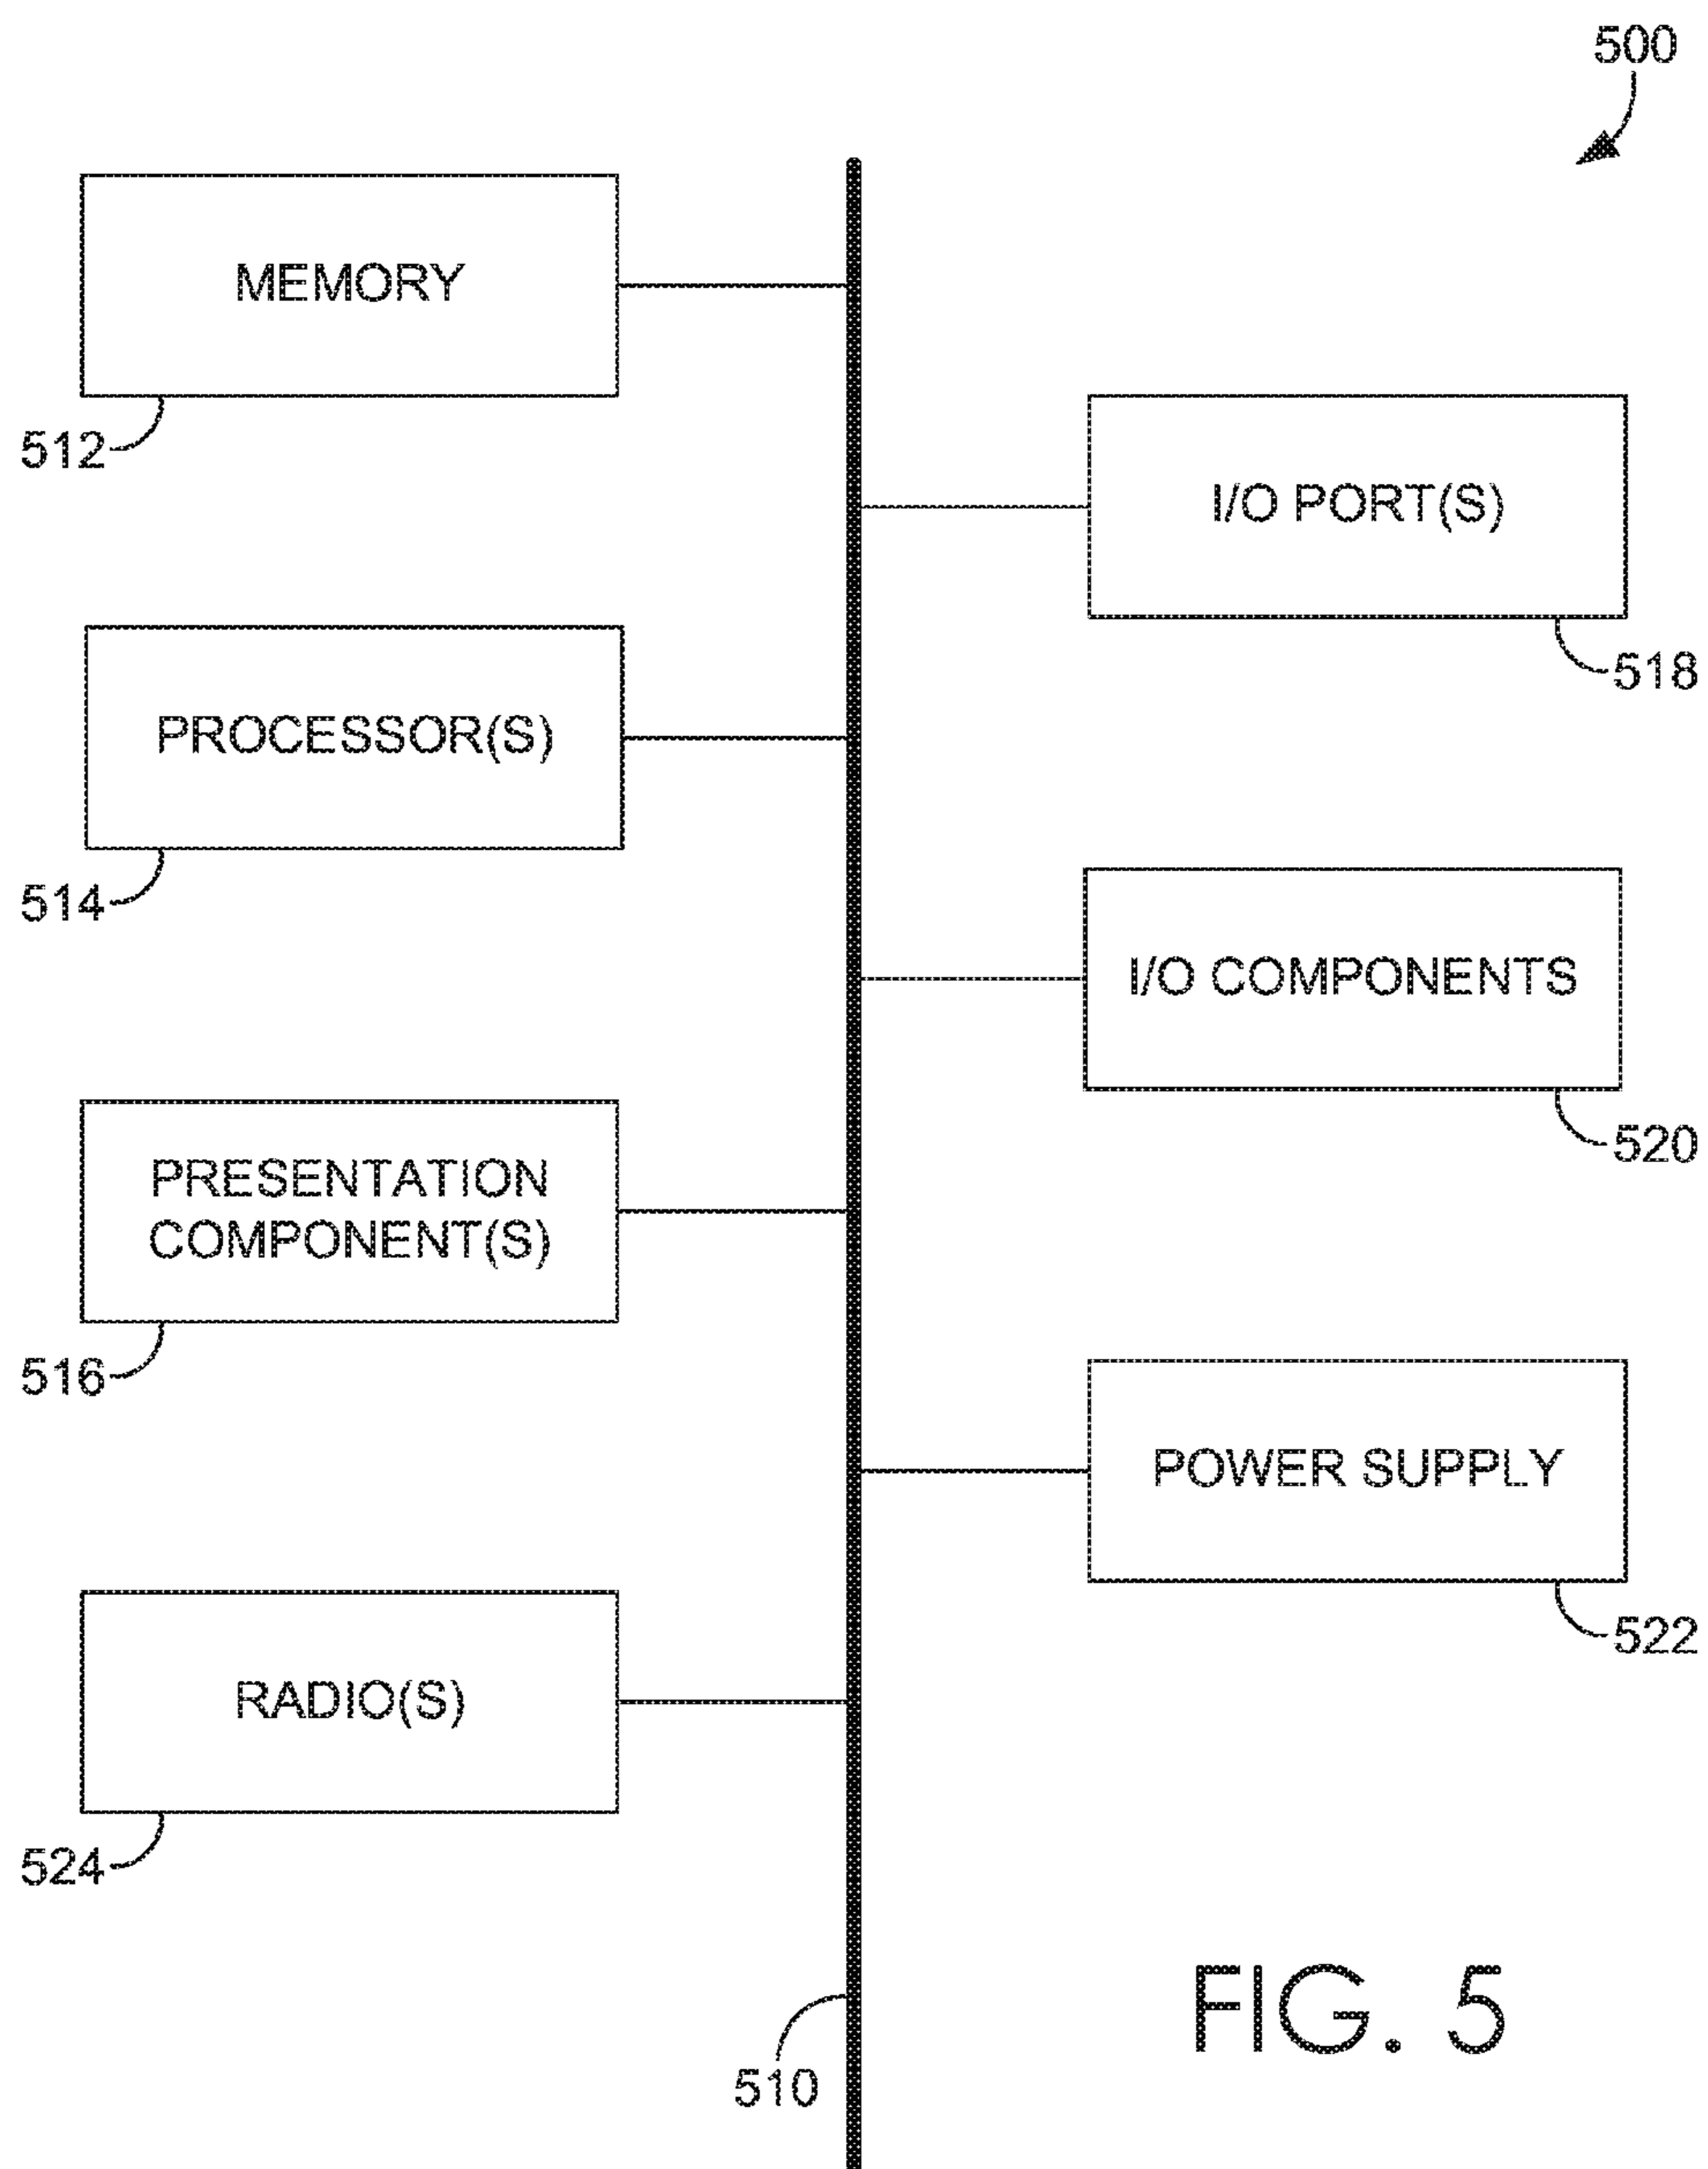 500
MEMORY
512
I/O PORT(S)
518
PROCESSOR(S)
514
I/O COMPONENTS
520
PRESENTATION
COMPONENT(S)
516
POWER SUPPLY
522
RADIO(S)
524
510
FIG. 5